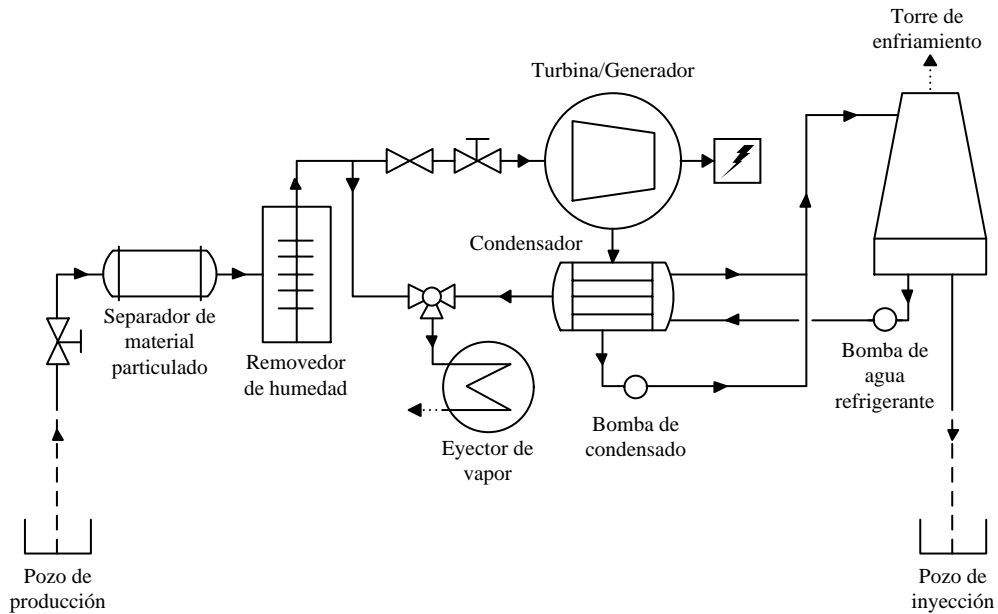 Torre de
enfriamiento
Turbina/Generador
Condensador
Separador de
material
particulado
Removedor
de humedad
Bomba de
agua
refrigerante
Eyector de
vapor
Bomba de
condensado
Pozo de
producción
Pozo de
inyección